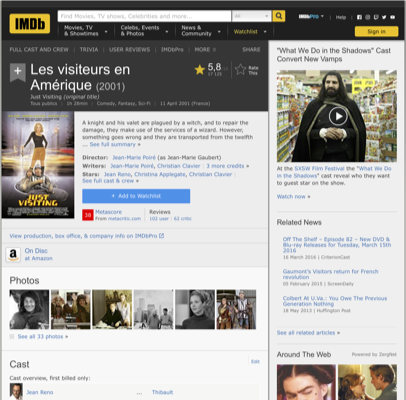 IMDb
Find Movies, TV shows, Celebrities and more...
All
IMDbPro
Help
Movies, TV & Showtimes
Celebs, Events & Photos
News & Community
Watchlist
Sign in
FULL CAST AND CREW | TRIVIA | USER REVIEWS | IMDbPro | MORE
SHARE
Les visiteurs en Amérique (2001)
Just Visiting (original title)
Tous publics | 1h 28min | Comedy, Fantasy, Sci-Fi | 11 April 2001 (France)
5,8
Rate This
JUST VISITING
A knight and his valet are plagued by a witch, and to repair the
damage, they make use of the services of a wizard. However,
something goes wrong and they are transported from the twelfth
... See full summary »
Director: Jean-Marie Poiré (as Jean-Marie Gaubert)
Writers: Jean-Marie Poiré, Christian Clavier | 3 more credits »
Stars: Jean Reno, Christina Applegate, Christian Clavier |
See full cast & crew »
+ Add to Watchlist
Metascore
From metacritic.com
Reviews
102 user | 62 critic
View production, box office, & company info on IMDbPro
On Disc
at Amazon
Photos
See all 33 photos »
Cast
Edit
Cast overview, first billed only:
Jean Reno ... Thibault
"What We Do in the Shadows" Cast
Convert New Vamps
At the SXSW Film Festival the "What We Do
in the Shadows" cast reveal who they want
to guest star on the show.
Watch now »
Related News
Off The Shelf – Episode 82 – New DVD &
Blu-ray Releases for Tuesday, March 15th
2016
16 March 2016 | CriterionCast
Gaumont's Visitors return for French
revolution
05 February 2015 | ScreenDaily
Colbert At U.Va.: You Owe The Previous
Generation Nothing
18 May 2013 | Huffington Post
See all related articles »
Around The Web
Powered by ZergNet